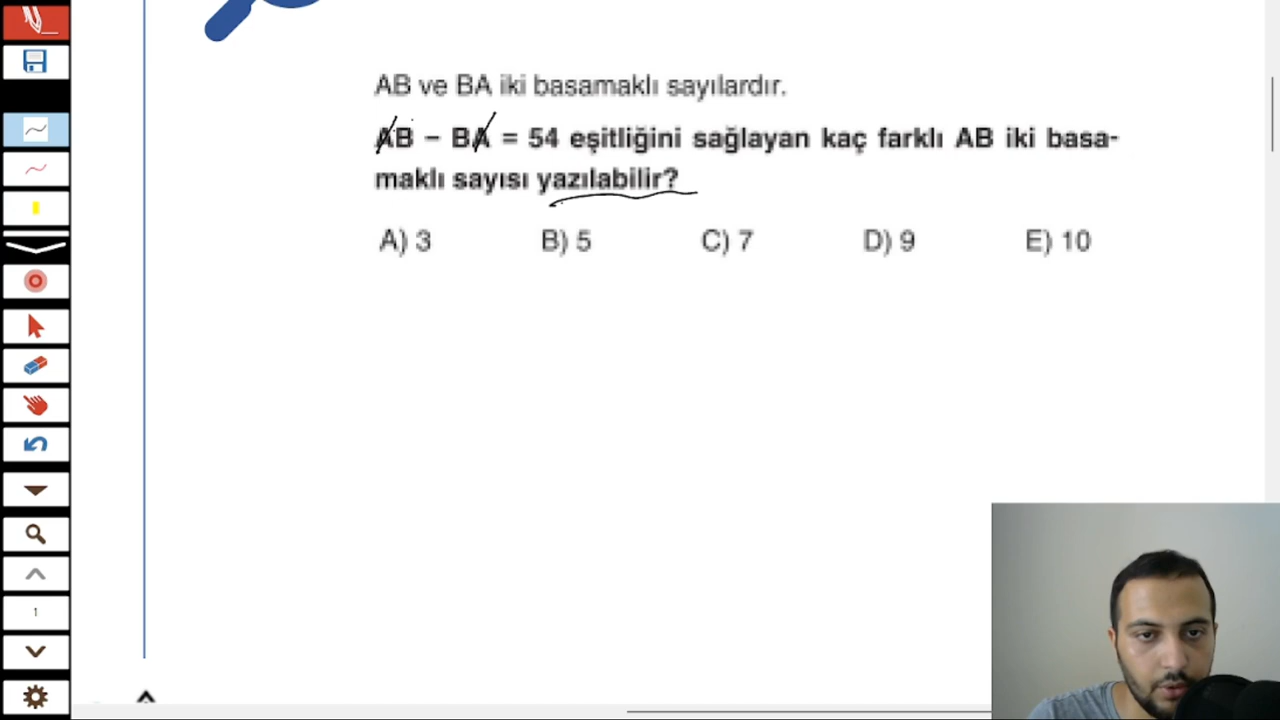 AB ve BA iki basamaklı sayılardır.
AB – BA = 54 eşitliğini sağlayan kaç farklı AB iki basa-
maklı sayısı yazılabilir?
A) 3 B) 5 C) 7 D) 9 E) 10
1